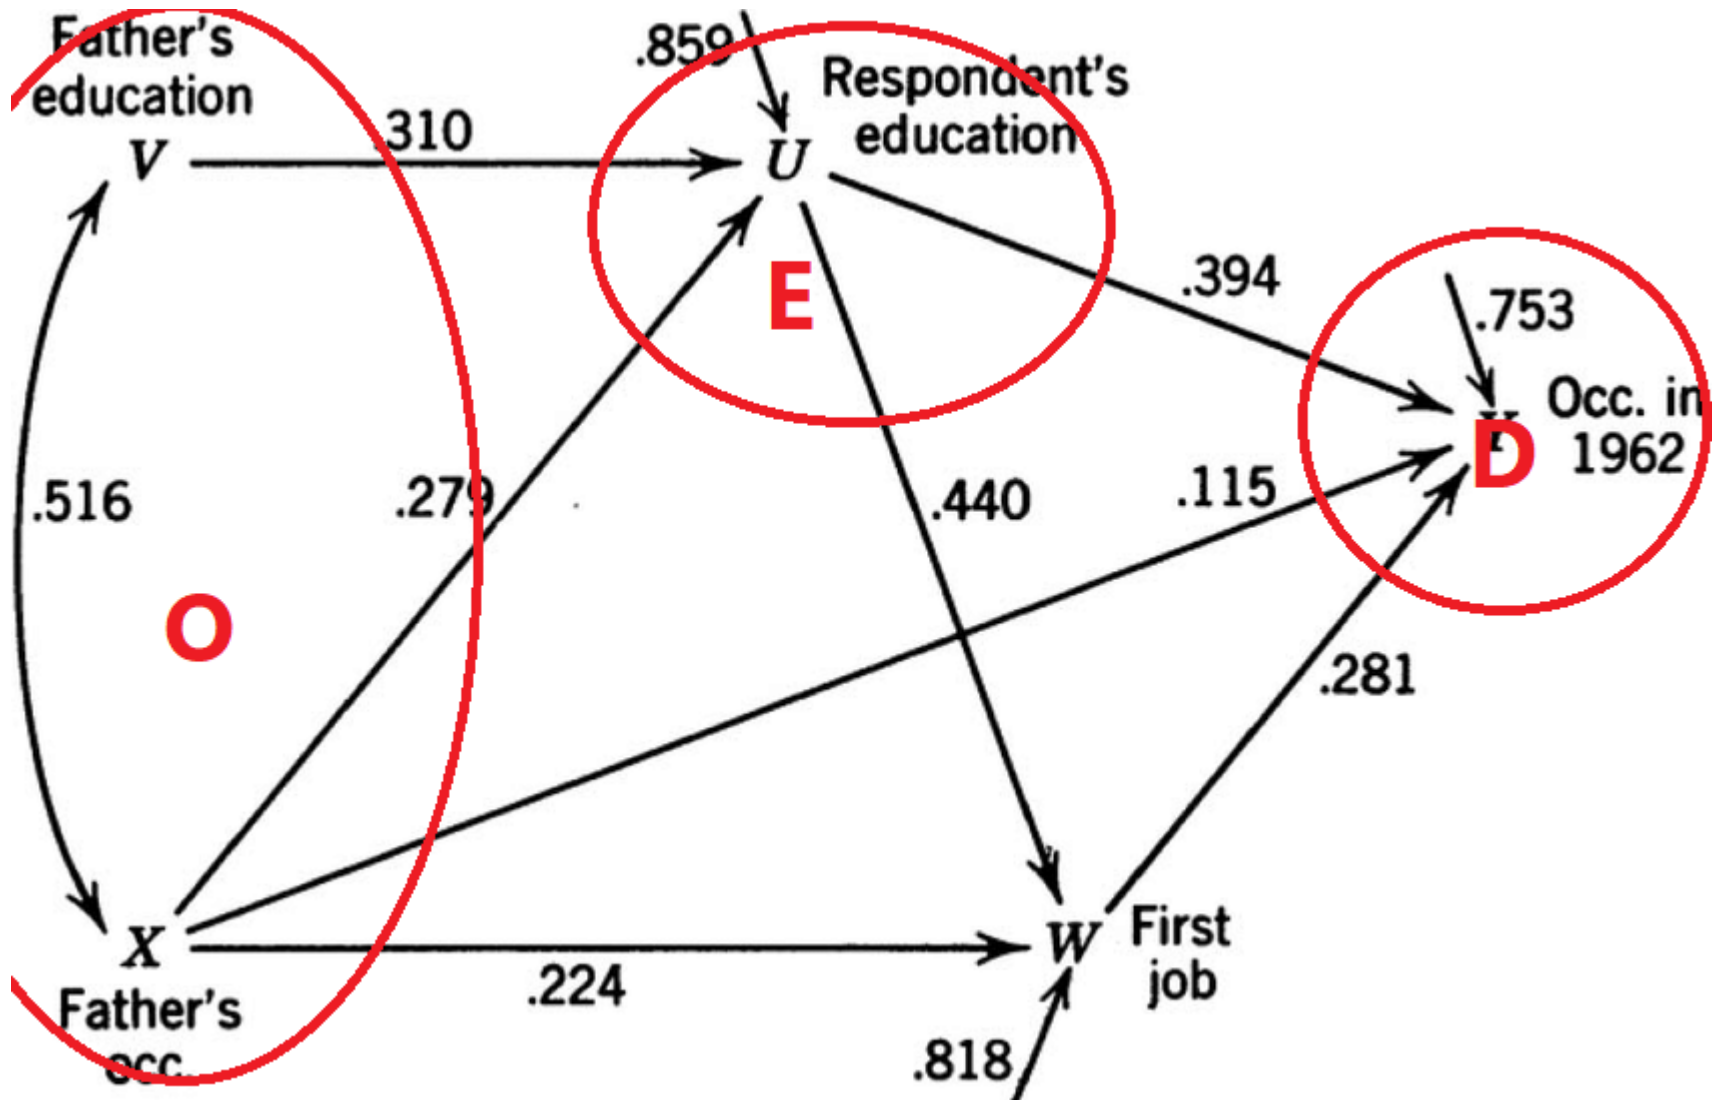 Father's
education
V
.310
.859
Respondent's
education
U
E
.394
.753
Occ. in
1962
Y
D
.516
.279
.440
.115
O
.281
X
Father's
occ.
.224
W
First
job
.818